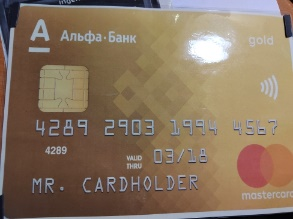 А Альфа·Банк
gold
4289 2903 1994 4567
4289
VALID THRU 03/18
MR. CARDHOLDER
mastercard